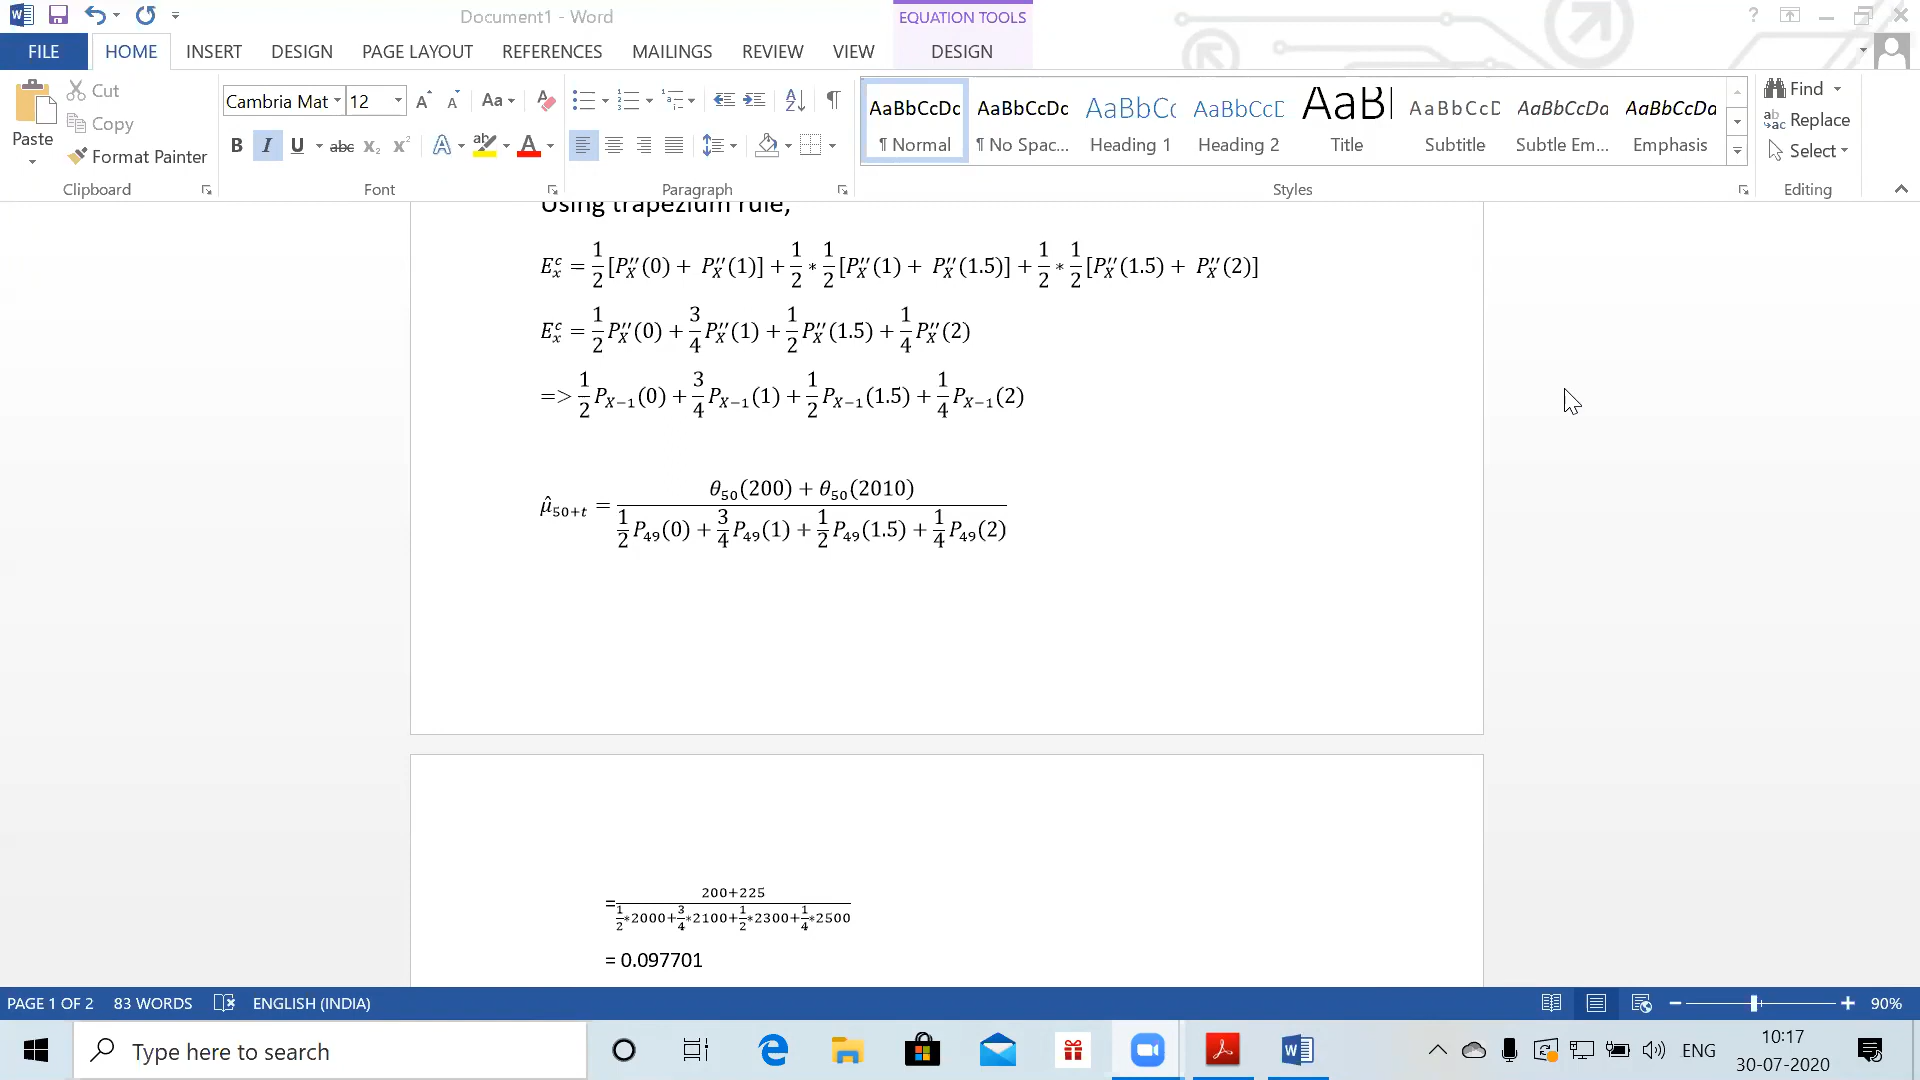 Document1 - Word
EQUATION TOOLS
?
FILE HOME INSERT DESIGN PAGE LAYOUT REFERENCES MAILINGS REVIEW VIEW DESIGN
Paste
Cut
Copy
Format Painter
Clipboard
Cambria Mat 12
Font
Paragraph
AaBbCcDc AaBbCcDc AaBbCc AaBbCcD AaBl AaBbCcD AaBbCcDa AaBbCcDa
¶ Normal ¶ No Spac... Heading 1 Heading 2 Title Subtitle Subtle Em... Emphasis
Styles
Find
Replace
Select
Editing
Using trapezium rule,
E_x^c = 1/2[P_X''(0) + P_X''(1)] + 1/2 * 1/2[P_X''(1) + P_X''(1.5)] + 1/2 * 1/2[P_X''(1.5) + P_X''(2)]
E_x^c = 1/2 P_X''(0) + 3/4 P_X''(1) + 1/2 P_X''(1.5) + 1/4 P_X''(2)
=> 1/2 P_{X−1}(0) + 3/4 P_{X−1}(1) + 1/2 P_{X−1}(1.5) + 1/4 P_{X−1}(2)
μ̂_{50+t} = (θ_50(200) + θ_50(2010)) / (1/2 P_49(0) + 3/4 P_49(1) + 1/2 P_49(1.5) + 1/4 P_49(2))
= (200+225) / (1/2*2000+3/4*2100+1/2*2300+1/4*2500)
= 0.097701
PAGE 1 OF 2 83 WORDS ENGLISH (INDIA) 90%
Type here to search
ENG
10:17
30-07-2020